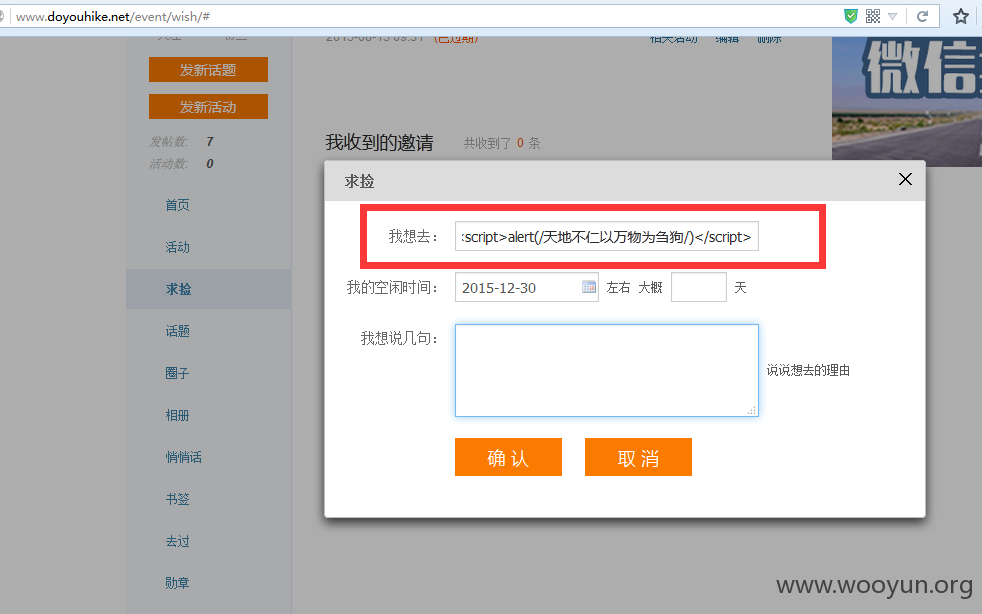 www.doyouhike.net/event/wish/#
2015-08-15 09:51 (已过期)
相关活动 编辑 删除
微信
发新话题
发新活动
发帖数: 7
活动数: 0
我收到的邀请 共收到了 0 条
求捡
我想去: script>alert(/天地不仁以万物为刍狗/)</script>
我的空闲时间: 2015-12-30 左右 大概 天
我想说几句:
说说想去的理由
确 认 取 消
首页
活动
求捡
话题
圈子
相册
悄悄话
书签
去过
勋章
www.wooyun.org